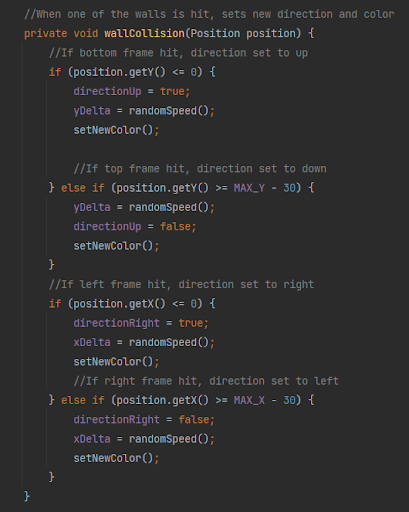 //When one of the walls is hit, sets new direction and color
private void wallCollision(Position position) {
    //If bottom frame hit, direction set to up
    if (position.getY() <= 0) {
        directionUp = true;
        yDelta = randomSpeed();
        setNewColor();

        //If top frame hit, direction set to down
    } else if (position.getY() >= MAX_Y - 30) {
        yDelta = randomSpeed();
        directionUp = false;
        setNewColor();
    }
    //If left frame hit, direction set to right
    if (position.getX() <= 0) {
        directionRight = true;
        xDelta = randomSpeed();
        setNewColor();
        //If right frame hit, direction set to left
    } else if (position.getX() >= MAX_X - 30) {
        directionRight = false;
        xDelta = randomSpeed();
        setNewColor();
    }
}